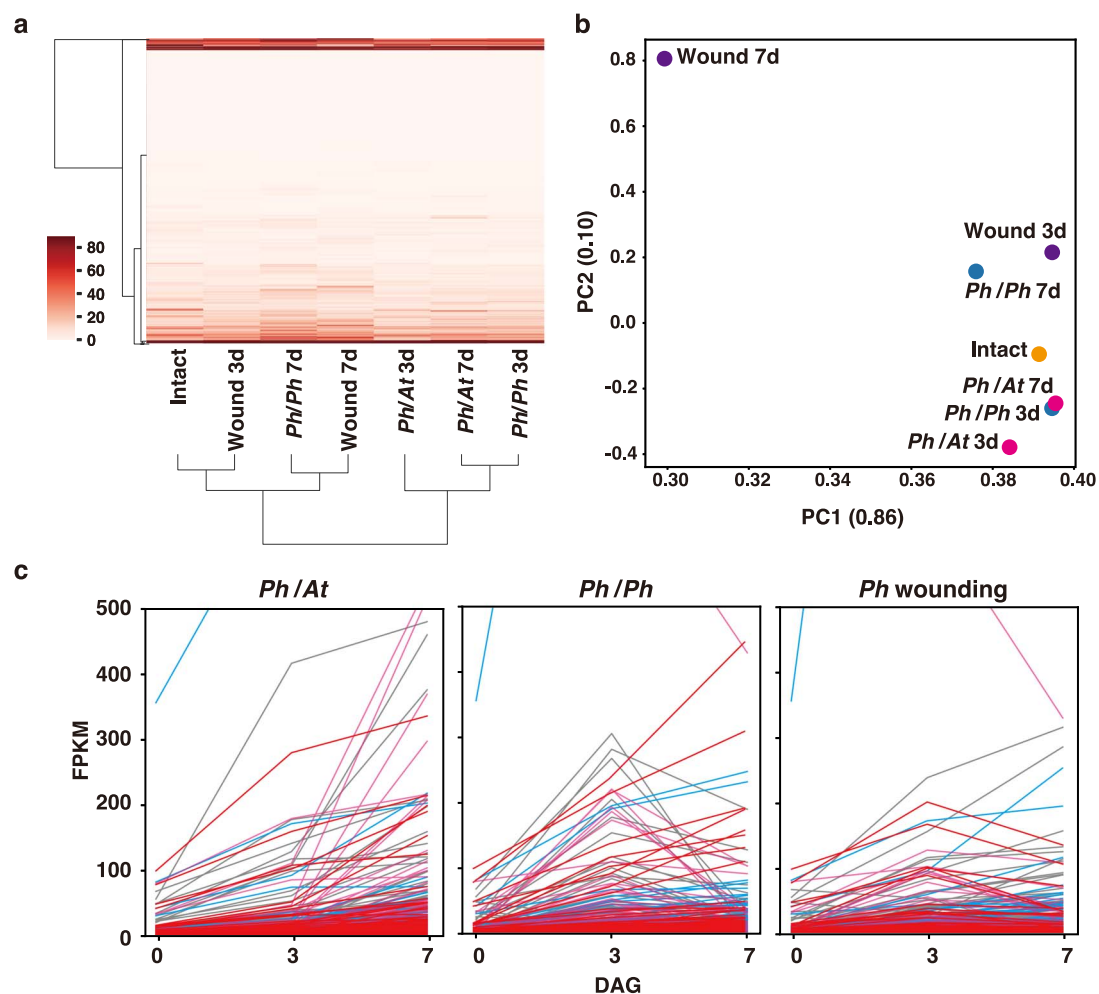 a
80
60
40
20
0
Intact
Wound 3d
Ph/Ph 7d
Wound 7d
Ph/At 3d
Ph/At 7d
Ph/Ph 3d
b
PC2 (0.10)
0.8
0.6
0.4
0.2
0.0
-0.2
-0.4
Wound 7d
Wound 3d
Ph/Ph 7d
Intact
Ph/At 7d
Ph/Ph 3d
Ph/At 3d
0.30 0.32 0.34 0.36 0.38 0.40
PC1 (0.86)
c
Ph/At Ph/Ph Ph wounding
FPKM
500
400
300
200
100
0
0 3 7 0 3 7 0 3 7
DAG